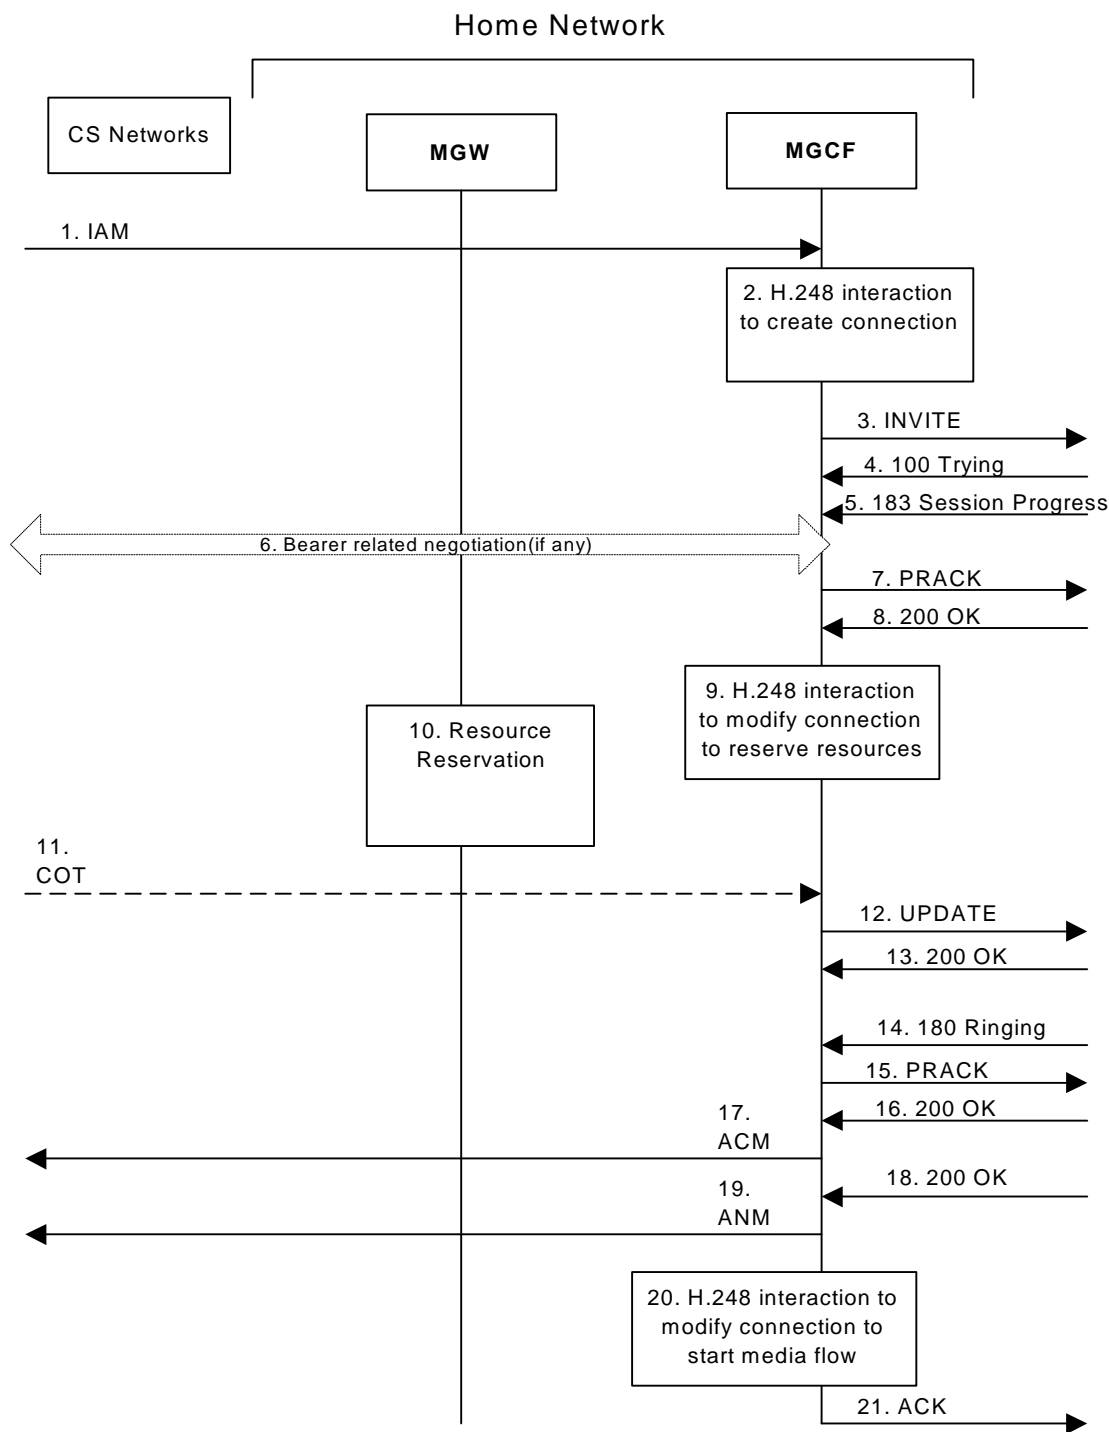 Home Network
CS Networks
MGW
MGCF
1. IAM
2. H.248 interaction
to create connection
3. INVITE
4. 100 Trying
5. 183 Session Progress
6. Bearer related negotiation(if any)
7. PRACK
8. 200 OK
9. H.248 interaction
to modify connection
to reserve resources
10. Resource
Reservation
11.
COT
12. UPDATE
13. 200 OK
14. 180 Ringing
15. PRACK
16. 200 OK
17.
ACM
18. 200 OK
19.
ANM
20. H.248 interaction to
modify connection to
start media flow
21. ACK